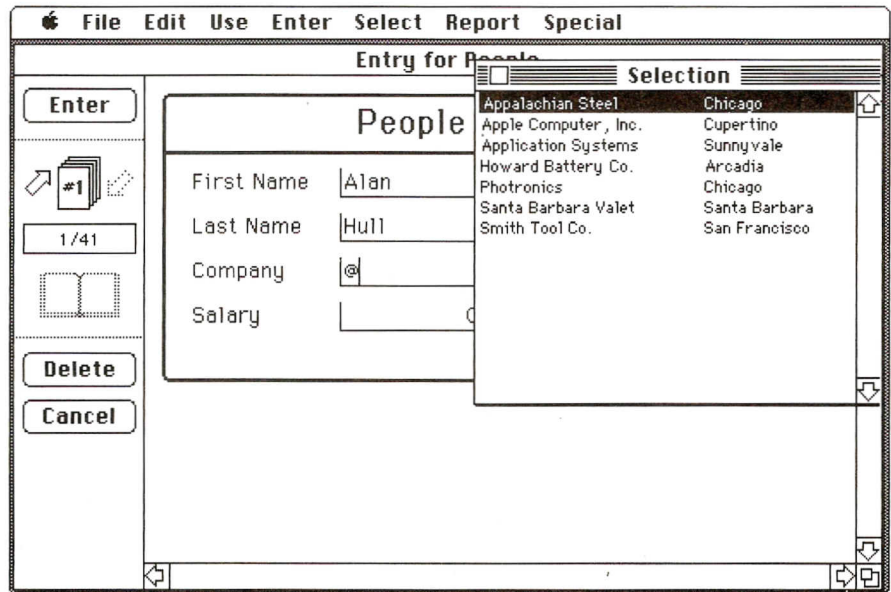 File Edit Use Enter Select Report Special
Entry for People
Selection
Enter
#1
1/41
Delete
Cancel
People
First Name Alan
Last Name Hull
Company @
Salary
Appalachian Steel Chicago
Apple Computer, Inc. Cupertino
Application Systems Sunnyvale
Howard Battery Co. Arcadia
Photronics Chicago
Santa Barbara Valet Santa Barbara
Smith Tool Co. San Francisco